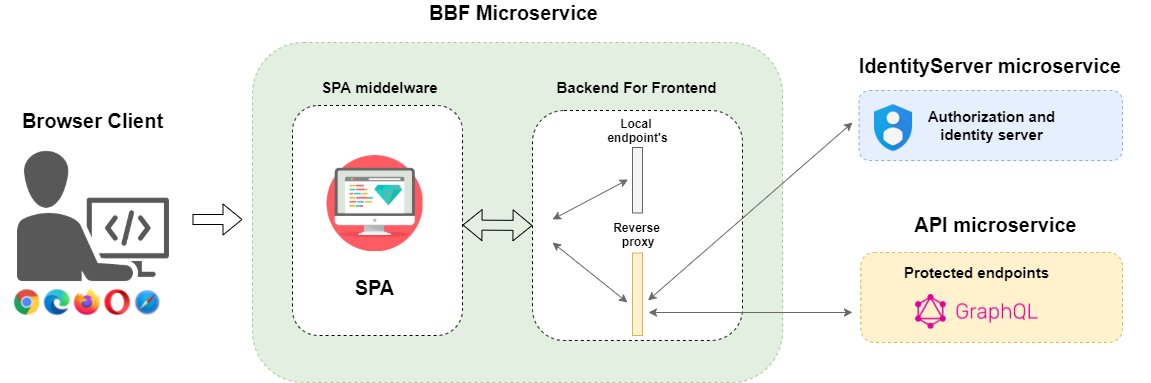 BBF Microservice
Browser Client
SPA middelware
SPA
Backend For Frontend
Local
endpoint's
Reverse
proxy
IdentityServer microservice
Authorization and
identity server
API microservice
Protected endpoints
GraphQL